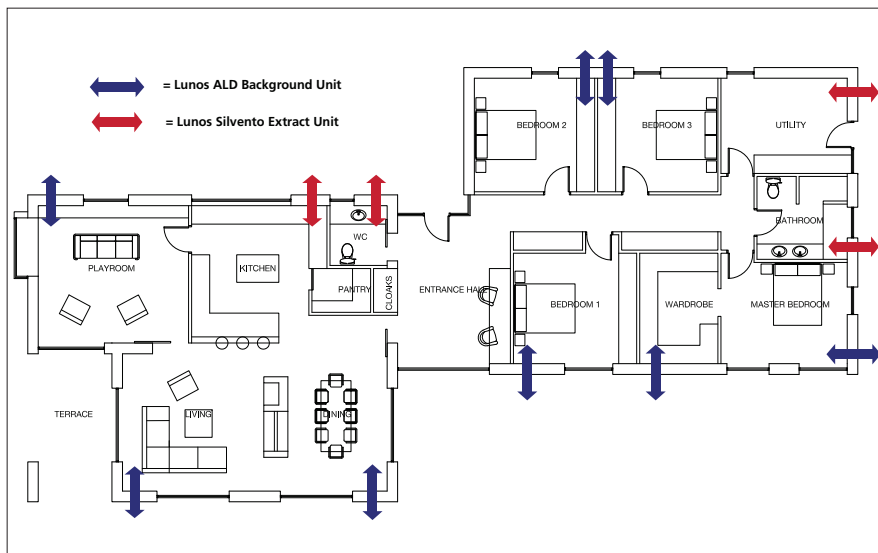 = Lunos ALD Background Unit
= Lunos Silvento Extract Unit
BEDROOM 2
BEDROOM 3
UTILITY
BATHROOM
WC
PLAYROOM
KITCHEN
PANTRY
CLOAKS
ENTRANCE HALL
BEDROOM 1
WARDROBE
MASTER BEDROOM
TERRACE
LIVING
DINING